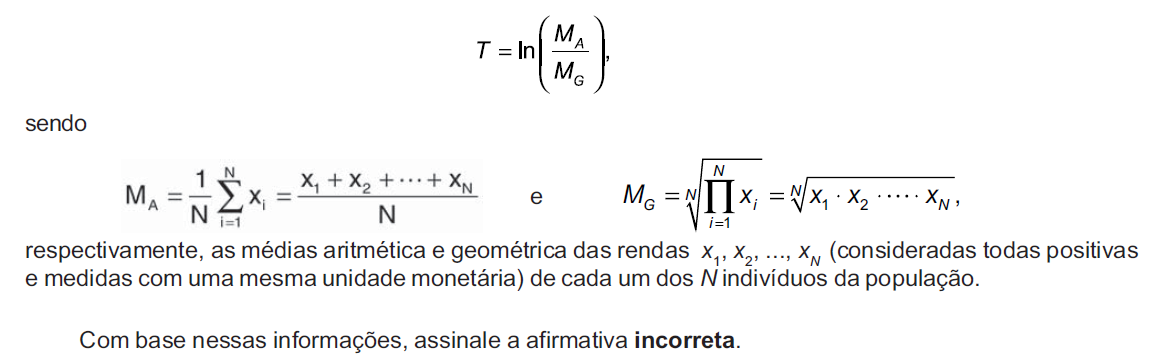 T = ln(M_A / M_G),
sendo
M_A = 1/N ∑_{i=1}^{N} x_i = (x_1 + x_2 + ··· + x_N)/N e M_G = \sqrt[N]{∏_{i=1}^{N} x_i} = \sqrt[N]{x_1 · x_2 · ···· · x_N},
respectivamente, as médias aritmética e geométrica das rendas x_1, x_2, ..., x_N (consideradas todas positivas
e medidas com uma mesma unidade monetária) de cada um dos N indivíduos da população.
Com base nessas informações, assinale a afirmativa incorreta.